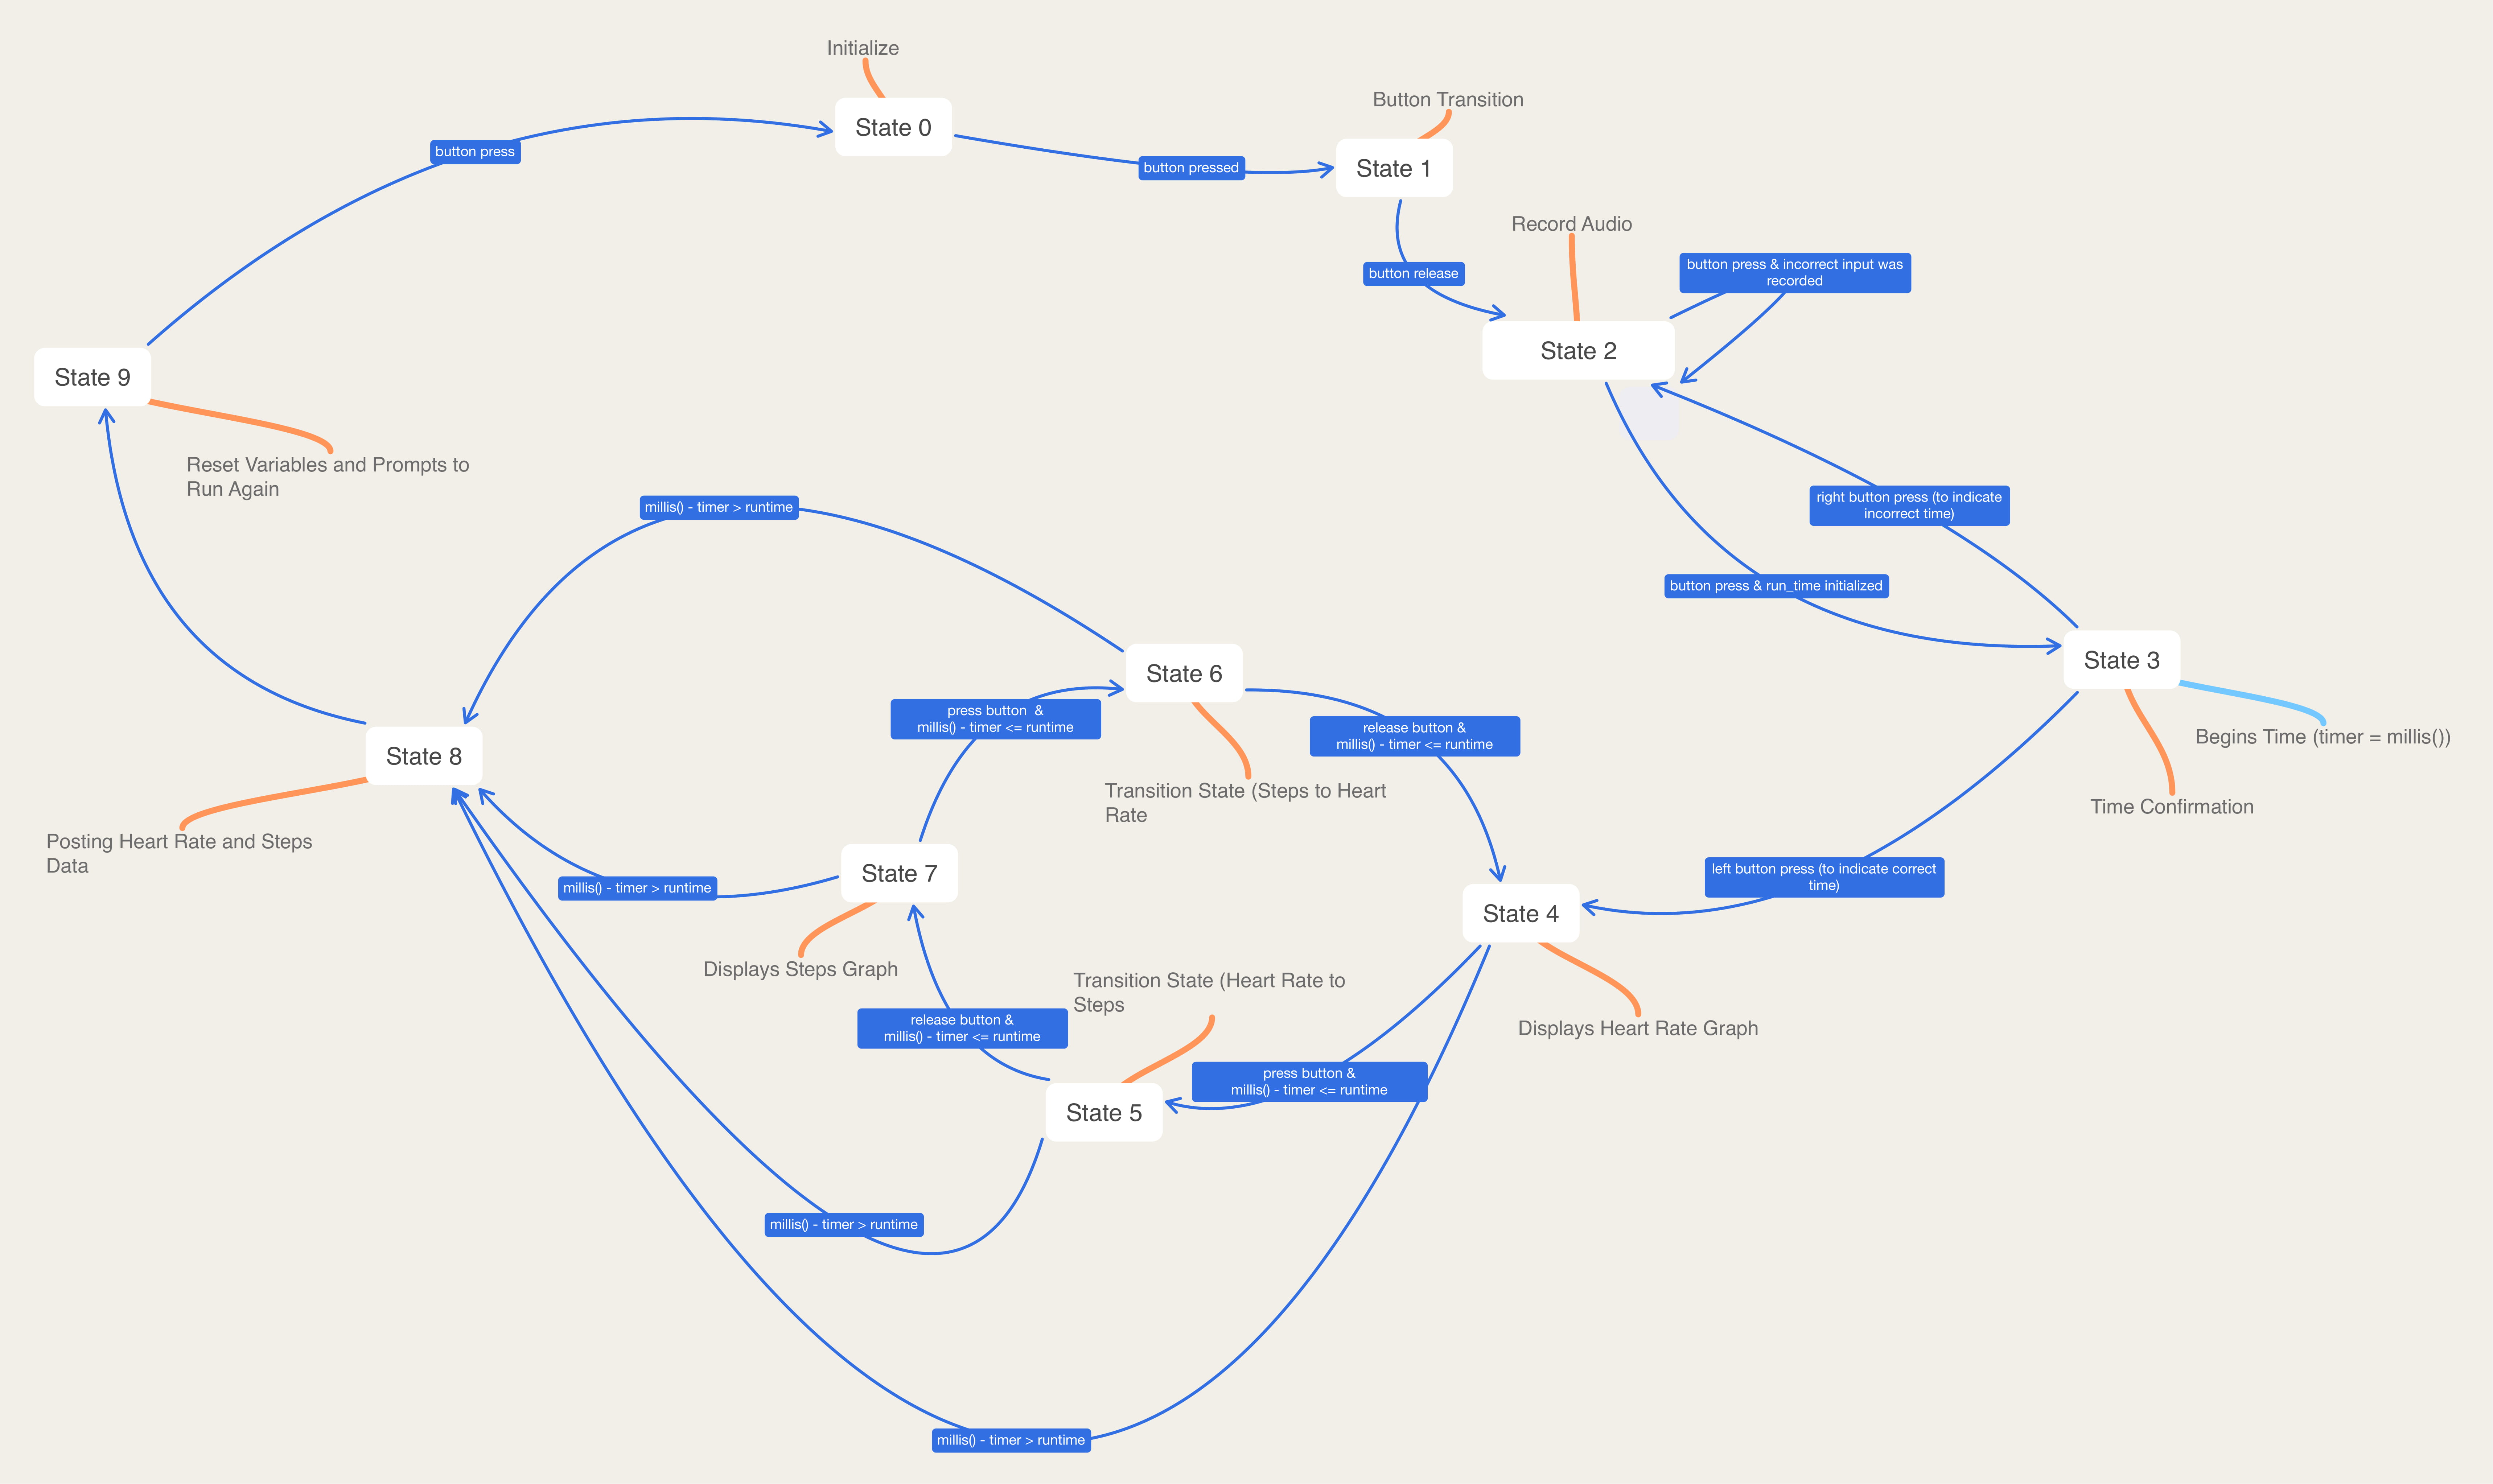 Initialize
State 0
Button Transition
button press
button pressed
State 1
Record Audio
button release
button press & incorrect input was
recorded
State 2
State 9
Reset Variables and Prompts to
Run Again
millis() - timer > runtime
right button press (to indicate
incorrect time)
button press & run_time initialized
State 6
State 3
press button &
millis() - timer <= runtime
release button &
millis() - timer <= runtime
Begins Time (timer = millis())
State 8
Transition State (Steps to Heart
Rate
Time Confirmation
Posting Heart Rate and Steps
Data
State 7
millis() - timer > runtime
left button press (to indicate correct
time)
State 4
Displays Steps Graph
Transition State (Heart Rate to
Steps
release button &
millis() - timer <= runtime
Displays Heart Rate Graph
press button &
millis() - timer <= runtime
State 5
millis() - timer > runtime
millis() - timer > runtime